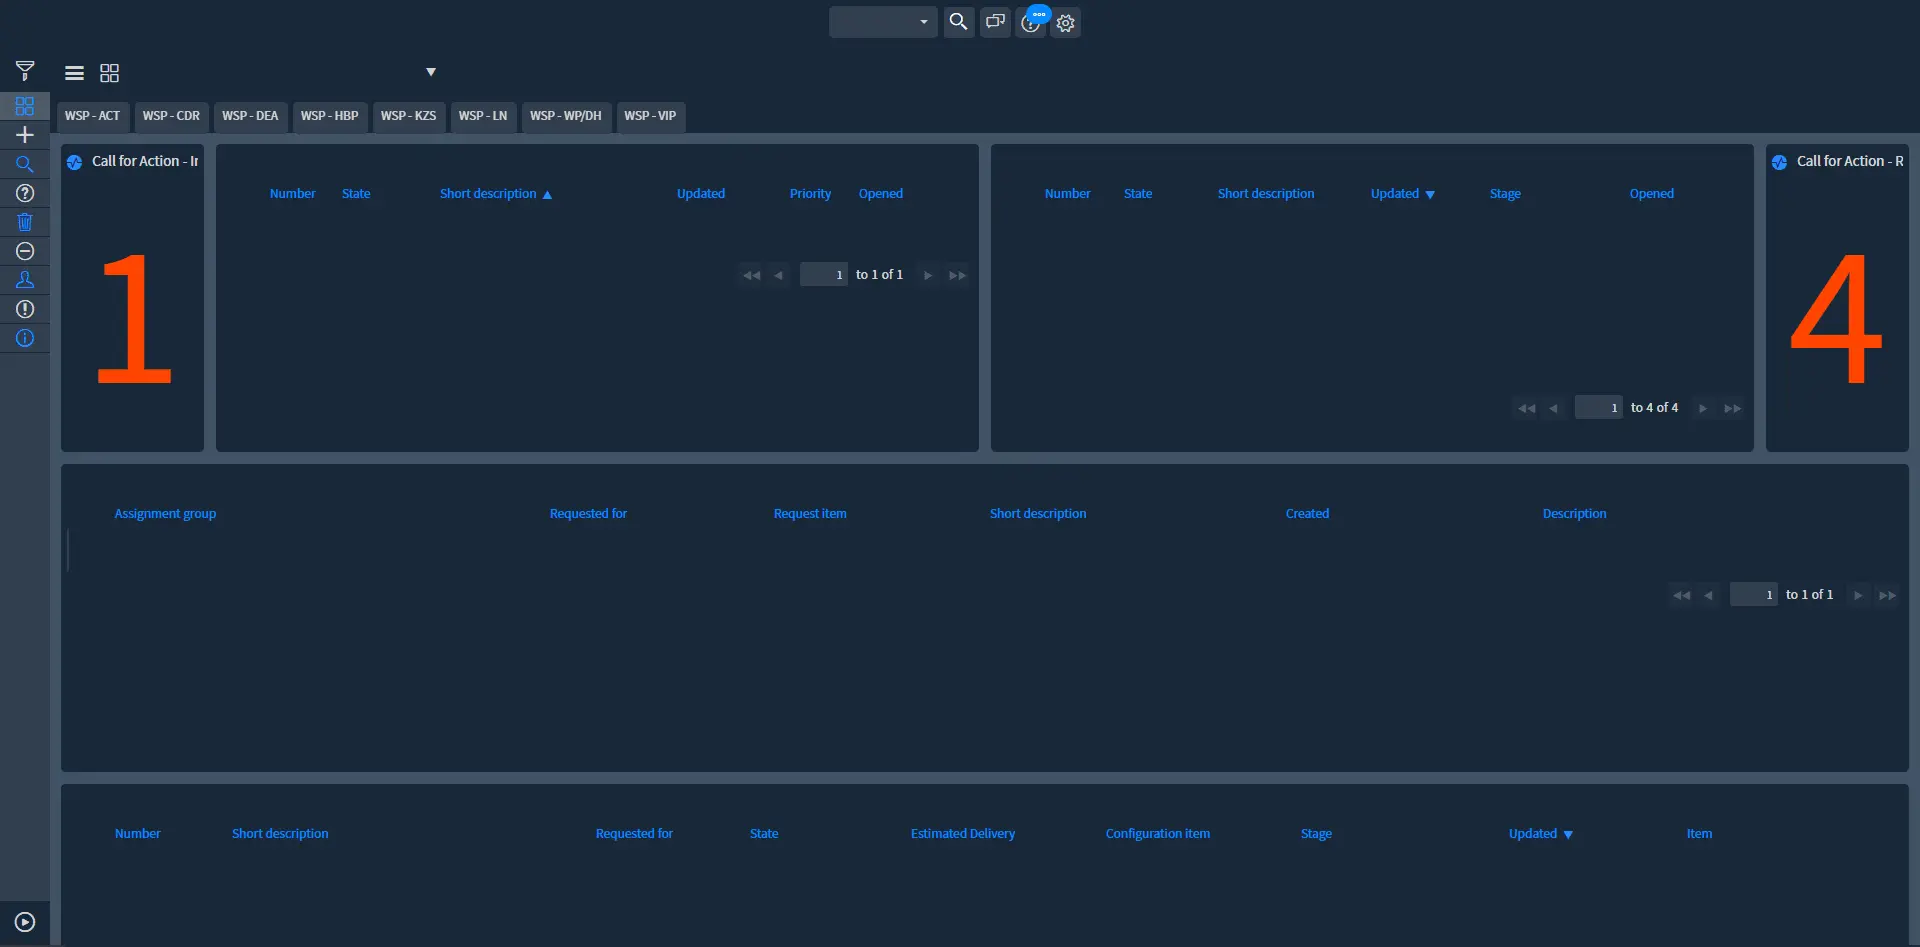 WSP - ACT WSP - CDR WSP - DEA WSP - HBP WSP - KZS WSP - LN WSP - WP/DH WSP - VIP
Call for Action - Ir
1
Number State Short description ▲ Updated Priority Opened
1 to 1 of 1
Number State Short description Updated ▼ Stage Opened
1 to 4 of 4
Call for Action - R
4
Assignment group Requested for Request item Short description Created Description
1 to 1 of 1
Number Short description Requested for State Estimated Delivery Configuration item Stage Updated ▼ Item